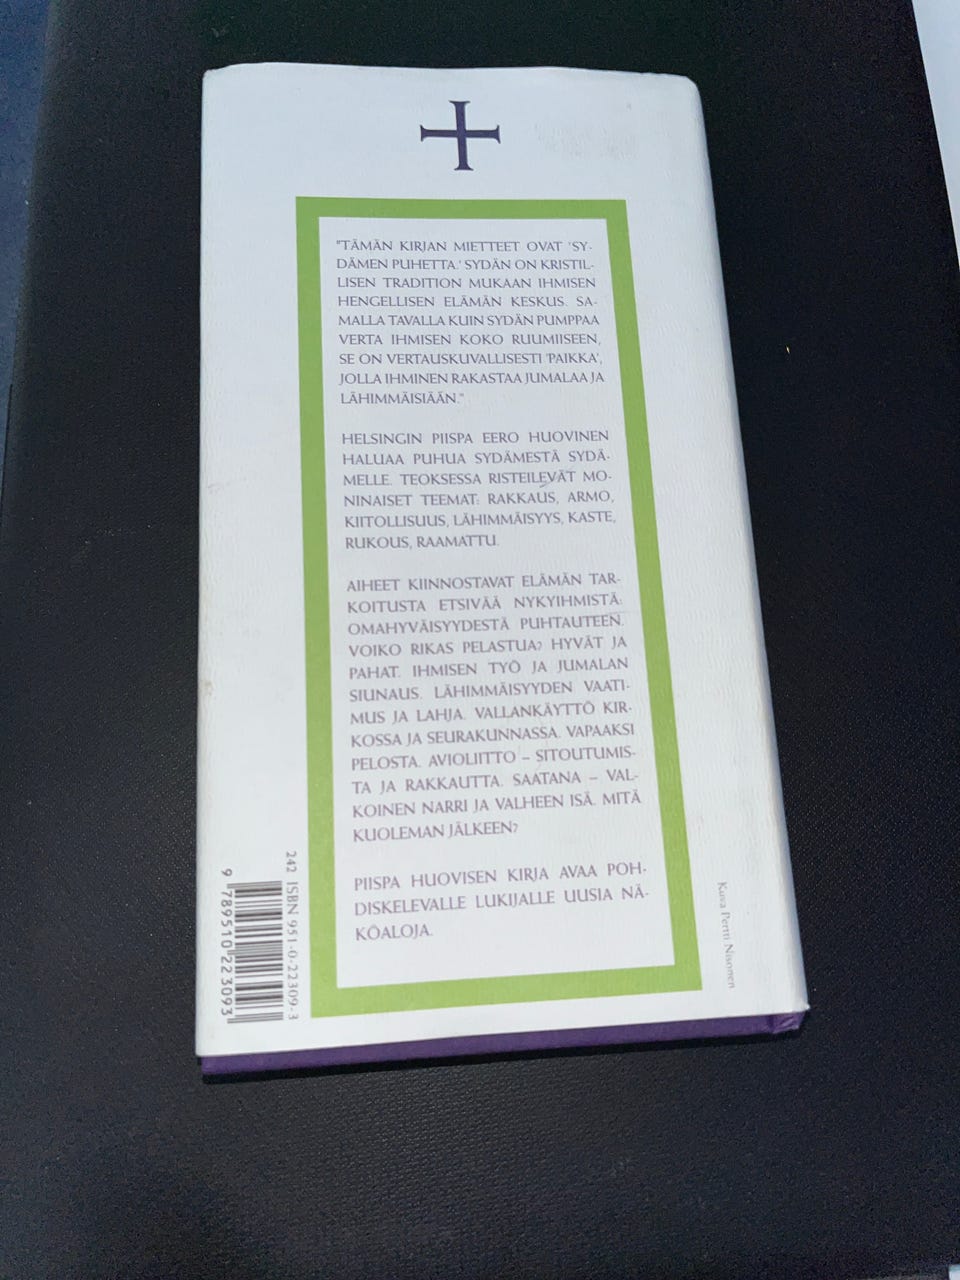 "TÄMÄN KIRJAN MIETTEET OVAT 'SY-
DÄMEN PUHETTA.' SYDÄN ON KRISTIL-
LISEN TRADITION MUKAAN IHMISEN
HENGELLISEN ELÄMÄN KESKUS. SA-
MALLA TAVALLA KUIN SYDÄN PUMPPAA
VERTA IHMISEN KOKO RUUMIISEEN,
SE ON VERTAUSKUVALLISESTI 'PAIKKA',
JOLLA IHMINEN RAKASTAA JUMALAA JA
LÄHIMMÄISIÄÄN."
HELSINGIN PIISPA EERO HUOVINEN
HALUAA PUHUA SYDÄMESTÄ SYDÄ-
MELLE. TEOKSESSA RISTEILEVÄT MO-
NINAISET TEEMAT: RAKKAUS, ARMO,
KIITOLLISUUS, LÄHIMMÄISYYS, KASTE,
RUKOUS, RAAMATTU.
AIHEET KIINNOSTAVAT ELÄMÄN TAR-
KOITUSTA ETSIVÄÄ NYKYIHMISTÄ:
OMAHYVÄISYYDESTÄ PUHTAUTEEN.
VOIKO RIKAS PELASTUA? HYVÄT JA
PAHAT. IHMISEN TYÖ JA JUMALAN
SIUNAUS. LÄHIMMÄISYYDEN VAATI-
MUS JA LAHJA. VALLANKÄYTTÖ KIR-
KOSSA JA SEURAKUNNASSA. VAPAAKSI
PELOSTA. AVIOLIITTO – SITOUTUMIS-
TA JA RAKKAUTTA. SAATANA – VAL-
KOINEN NARRI JA VALHEEN ISÄ. MITÄ
KUOLEMAN JÄLKEEN?
PIISPA HUOVISEN KIRJA AVAA POH-
DISKELEVALLE LUKIJALLE UUSIA NÄ-
KÖALOJA.
242 ISBN 951-0-22309-3
9 789510 223093
Kuva Pertti Nisonen